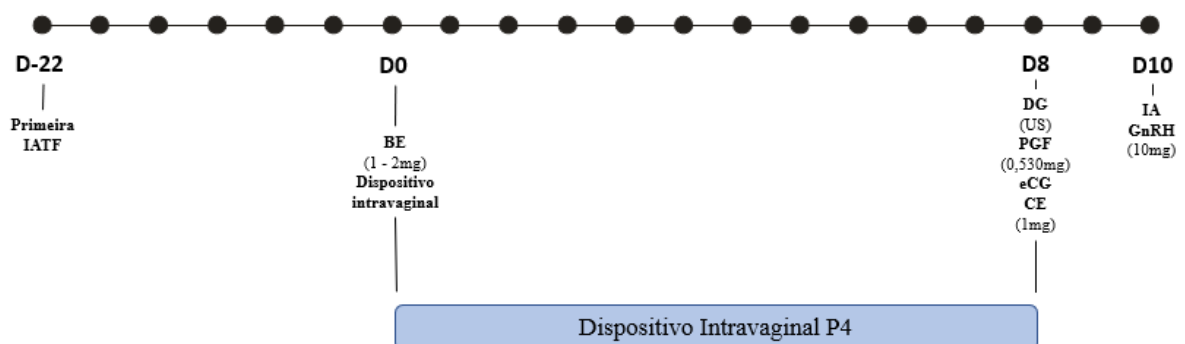 D-22
Primeira
IATF
D0
BE
(1 - 2mg)
Dispositivo
intravaginal
D8
DG
(US)
PGF
(0,530mg)
eCG
CE
(1mg)
D10
IA
GnRH
(10mg)
Dispositivo Intravaginal P4